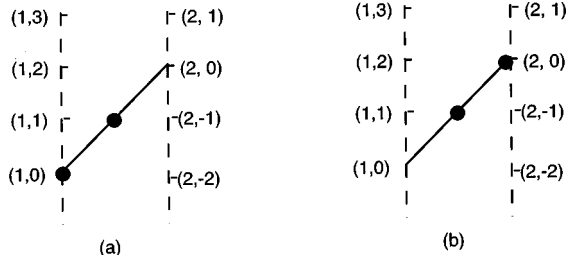 (1,3) (2, 1) (1,3) (2, 1)
(1,2) (2, 0) (1,2) (2, 0)
(1,1) (2,-1) (1,1) (2,-1)
(1,0) (2,-2) (1,0) (2,-2)
(a) (b)